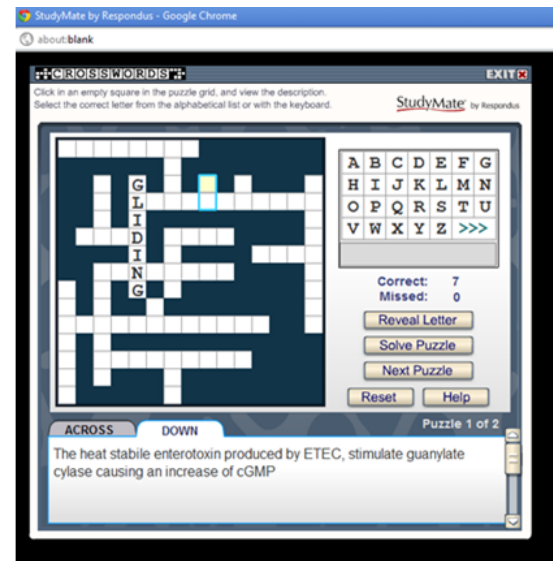 StudyMate by Respondus - Google Chrome
about:blank
CROSSWORDS
EXIT
Click in an empty square in the puzzle grid, and view the description.
Select the correct letter from the alphabetical list or with the keyboard.
StudyMate by Respondus
G
L
I
D
I
N
G
A B C D E F G
H I J K L M N
O P Q R S T U
V W X Y Z >>>
Correct: 7
Missed: 0
Reveal Letter
Solve Puzzle
Next Puzzle
Reset Help
ACROSS DOWN Puzzle 1 of 2
The heat stabile enterotoxin produced by ETEC, stimulate guanylate
cylase causing an increase of cGMP